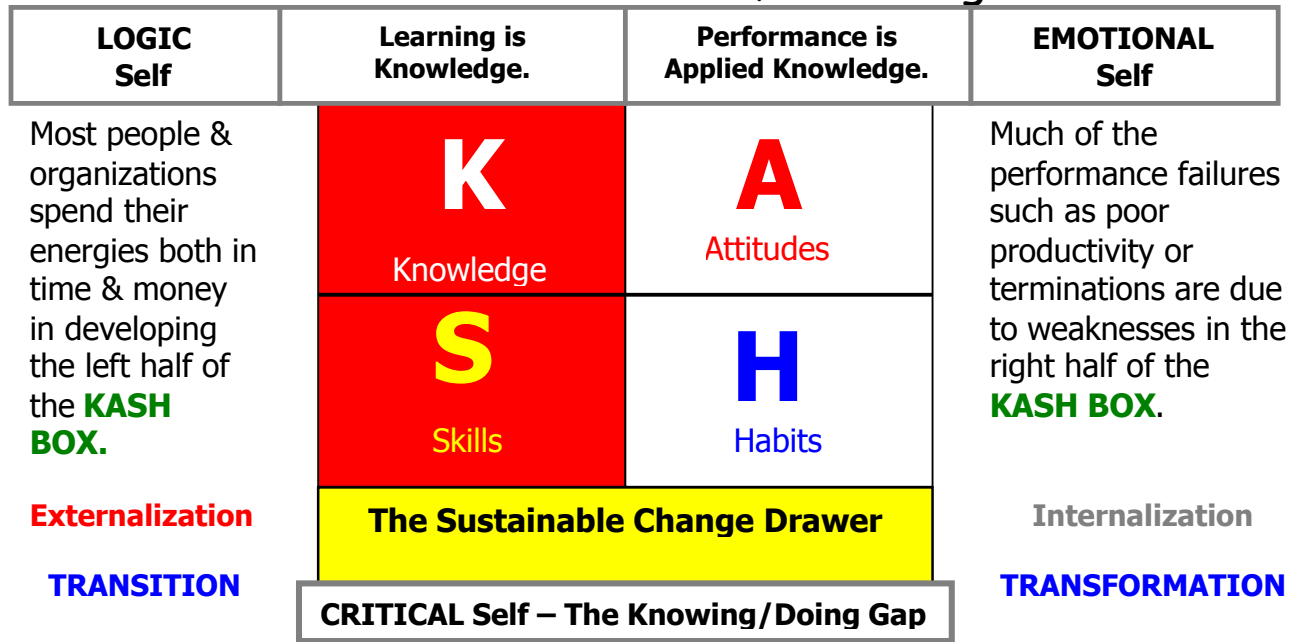 LOGIC
Self
Learning is
Knowledge.
Performance is
Applied Knowledge.
EMOTIONAL
Self
Most people &
organizations
spend their
energies both in
time & money
in developing
the left half of
the KASH
BOX.
Externalization
TRANSITION
K
Knowledge
A
Attitudes
S
Skills
H
Habits
The Sustainable Change Drawer
CRITICAL Self – The Knowing/Doing Gap
Much of the
performance failures
such as poor
productivity or
terminations are due
to weaknesses in the
right half of the
KASH BOX.
Internalization
TRANSFORMATION